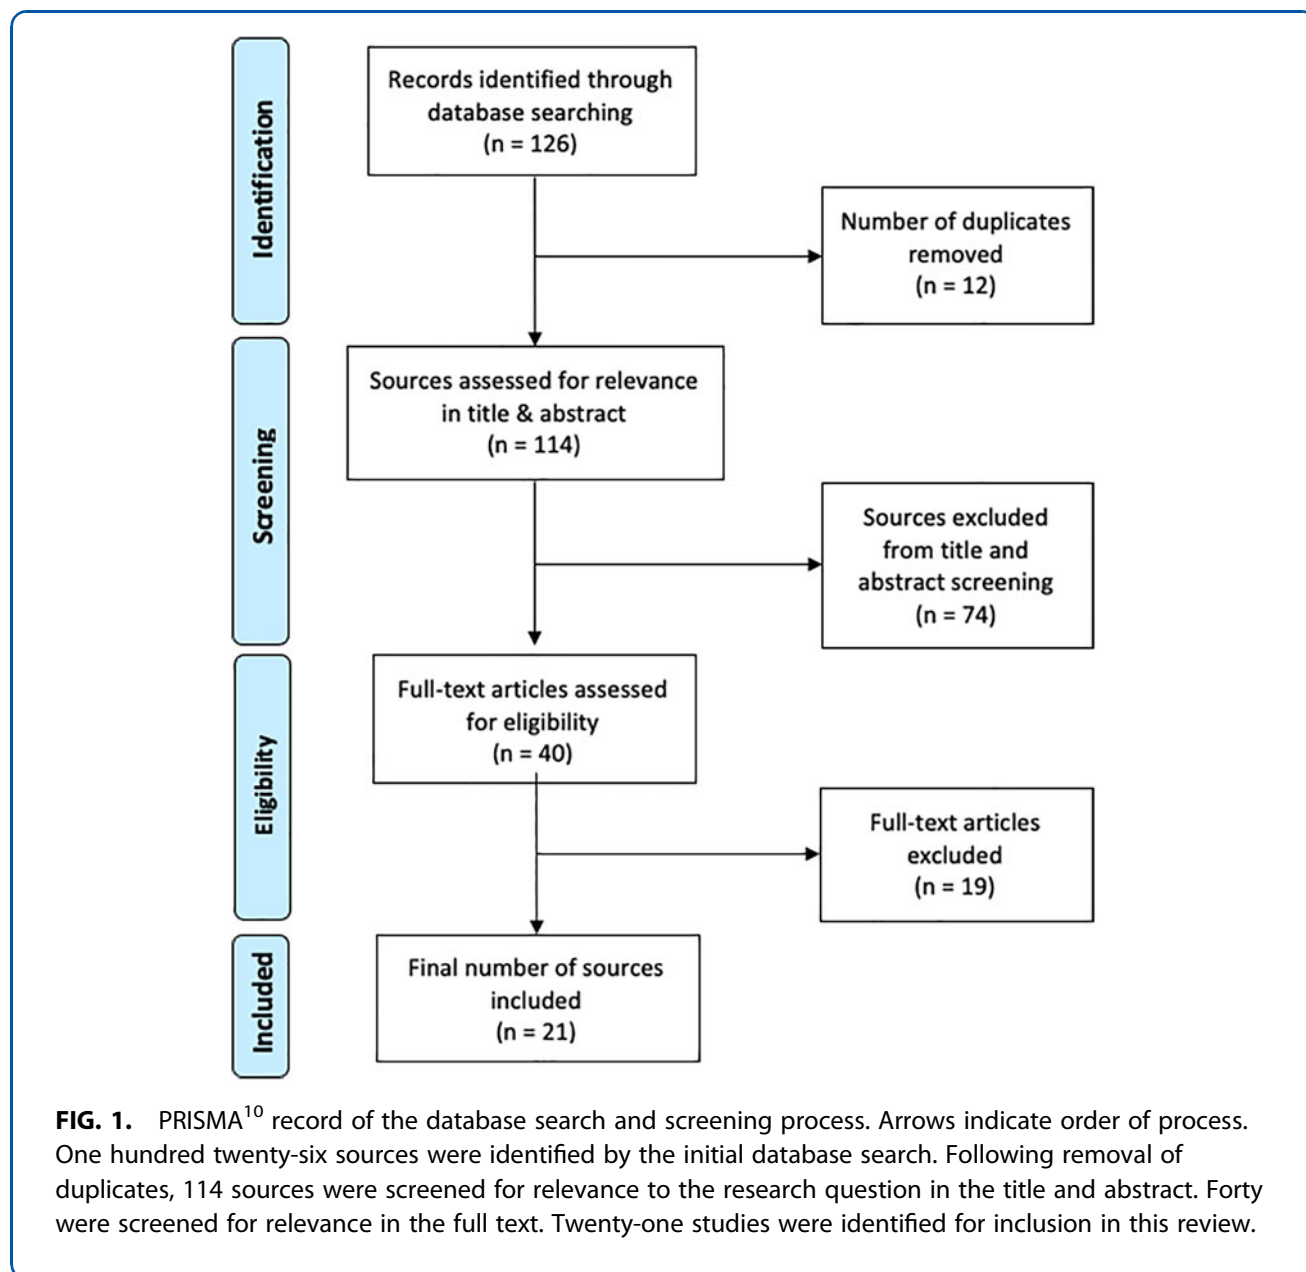 Identification
Records identified through
database searching
(n = 126)
Number of duplicates
removed
(n = 12)
Screening
Sources assessed for relevance
in title & abstract
(n = 114)
Sources excluded
from title and
abstract screening
(n = 74)
Eligibility
Full-text articles assessed
for eligibility
(n = 40)
Full-text articles
excluded
(n = 19)
Included
Final number of sources
included
(n = 21)
FIG. 1. PRISMA10 record of the database search and screening process. Arrows indicate order of process.
One hundred twenty-six sources were identified by the initial database search. Following removal of
duplicates, 114 sources were screened for relevance to the research question in the title and abstract. Forty
were screened for relevance in the full text. Twenty-one studies were identified for inclusion in this review.